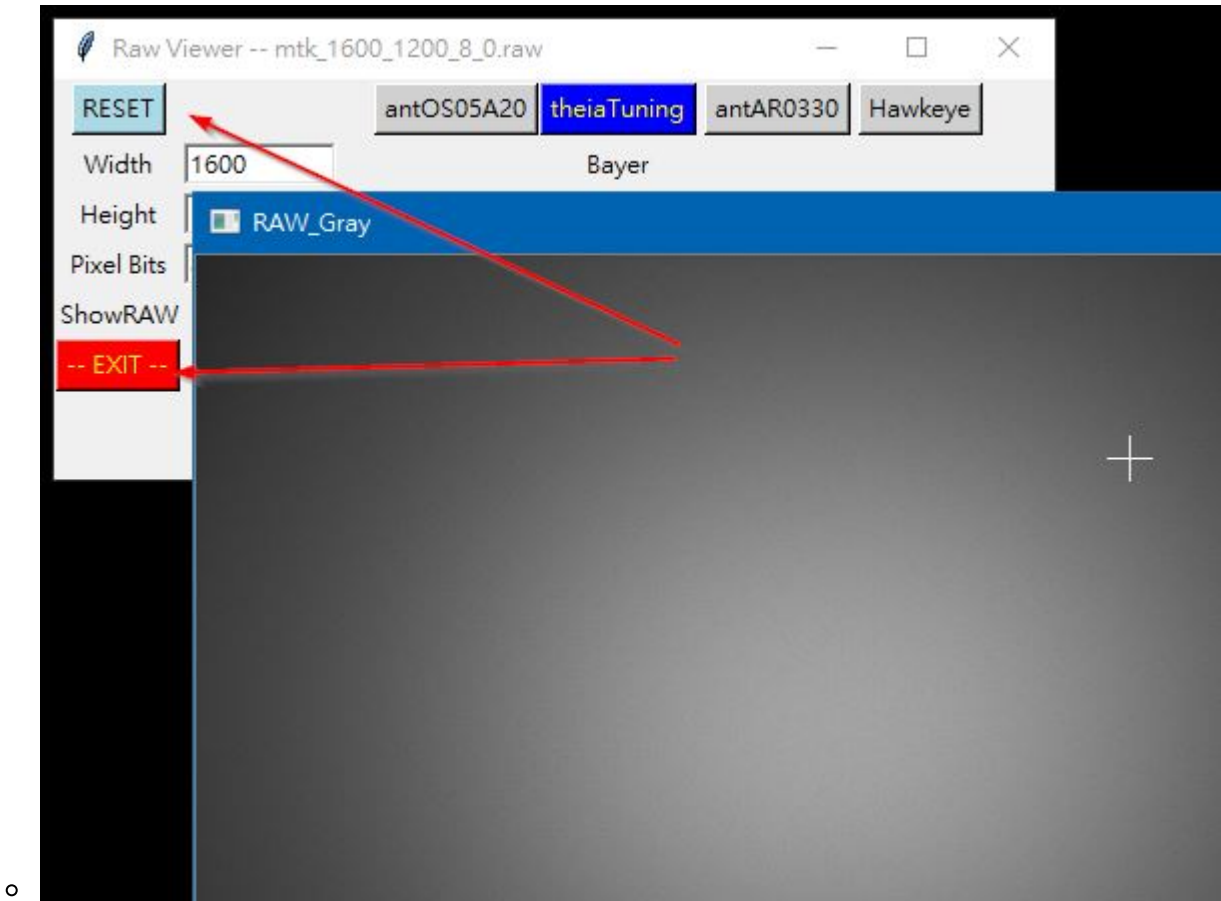 Raw Viewer -- mtk_1600_1200_8_0.raw
RESET antOS05A20 theiaTuning antAR0330 Hawkeye
Width 1600 Bayer
Height
RAW_Gray
Pixel Bits
ShowRAW
-- EXIT --